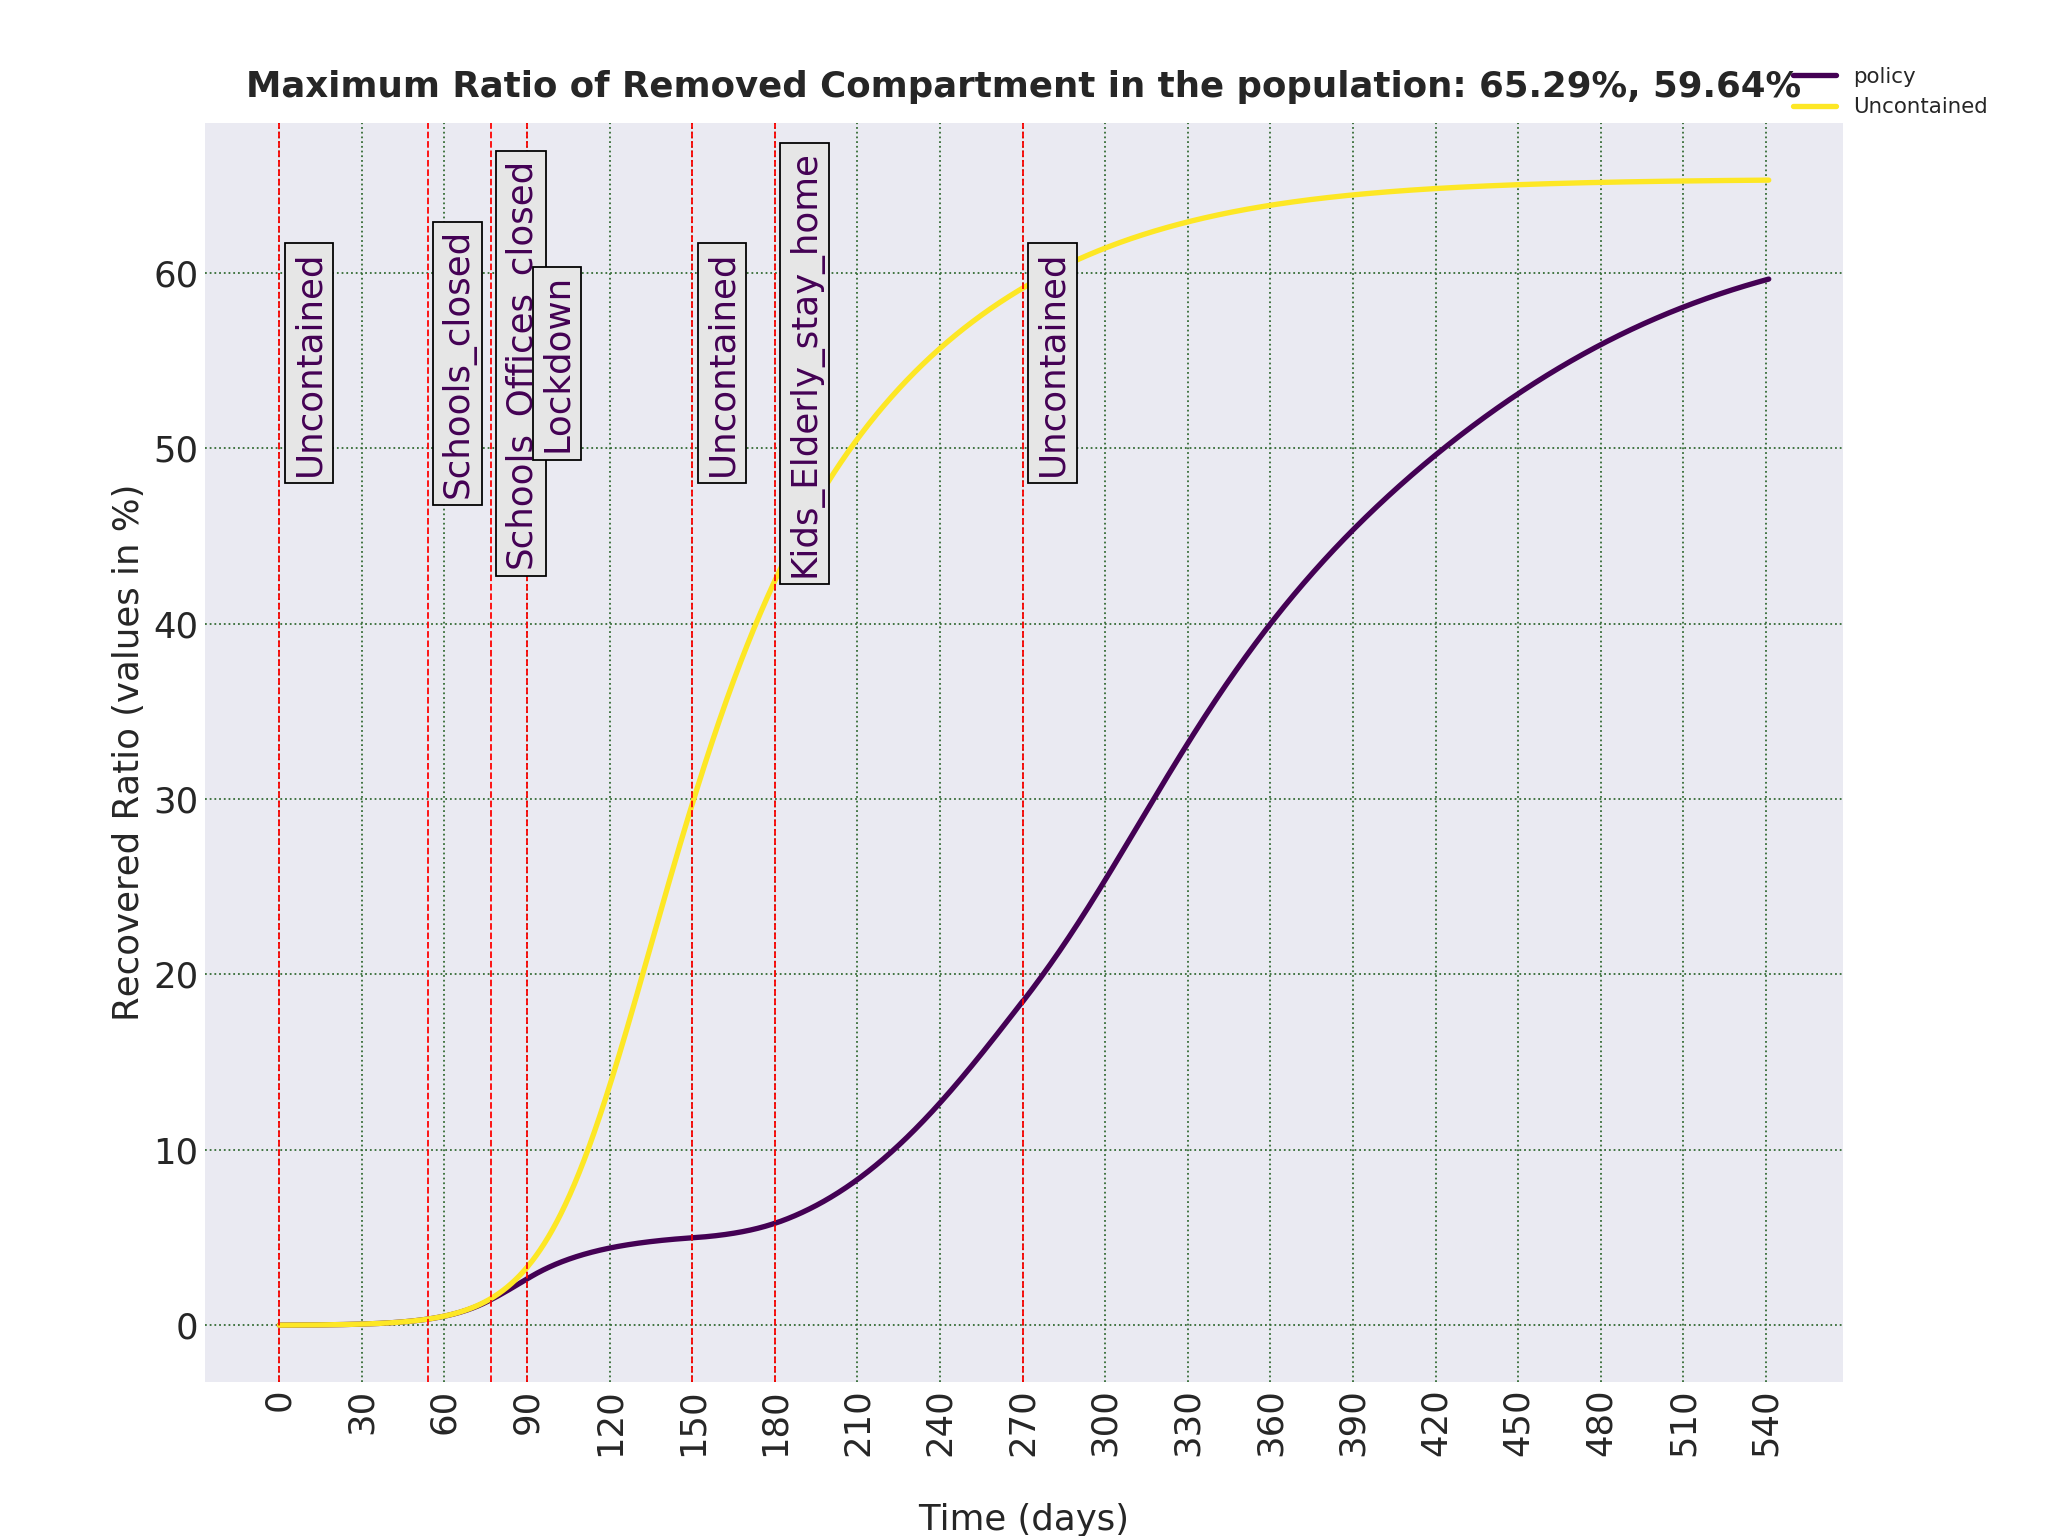 Maximum Ratio of Removed Compartment in the population: 65.29%, 59.64%
policy
Uncontained
Uncontained
Schools_closed
Schools_Offices_closed
Lockdown
Uncontained
Kids_Elderly_stay_home
Uncontained
Recovered Ratio (values in %)
60
50
40
30
20
10
0
0
30
60
90
120
150
180
210
240
270
300
330
360
390
420
450
480
510
540
Time (days)